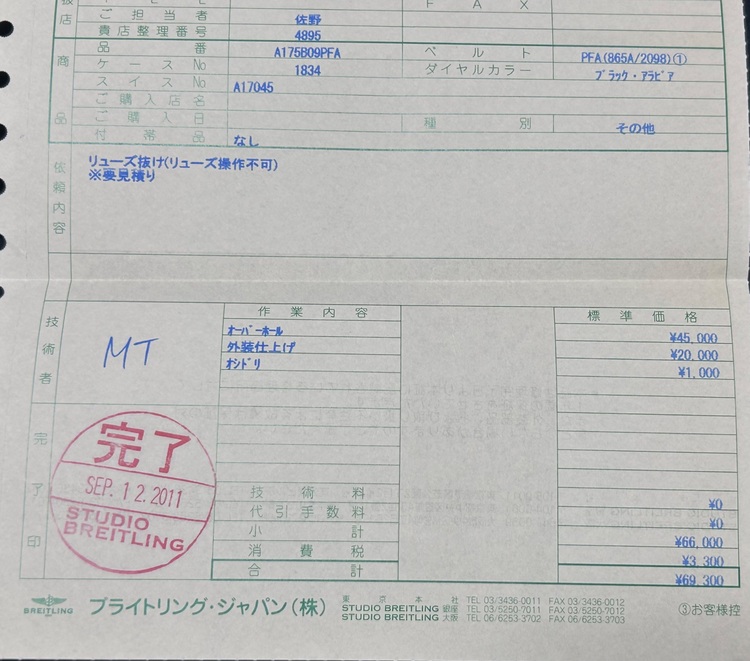 店
ＦＡＸ
ご担当者 佐野
貴店整理番号 4895
商品
品番 A175B09PFA ベルト PFA(865A/2098)①
ケースNo 1834 ダイヤルカラー ﾌﾞﾗｯｸ・ｱﾗﾋﾞｱ
スイスNo A17045
ご購入店名
ご購入日 種別 その他
付帯品 なし
依頼内容
リューズ抜け(リューズ操作不可)
※要見積り
技術者 MT
作業内容 標準価格
ｵｰﾊﾞｰﾎｰﾙ ¥45,000
外装仕上げ ¥20,000
ｵｼﾄﾞﾘ ¥1,000
完了印
完了
SEP. 12. 2011
STUDIO
BREITLING
技術料 ¥0
代引手数料 ¥0
小計 ¥66,000
消費税 ¥3,300
合計 ¥69,300
BREITLING ブライトリング・ジャパン(株)
東京本社 TEL 03/3436-0011 FAX 03/3436-0012
STUDIO BREITLING 銀座 TEL 03/5250-7011 FAX 03/5250-7012
STUDIO BREITLING 大阪 TEL 06/6253-3702 FAX 06/6253-3703
③お客様控